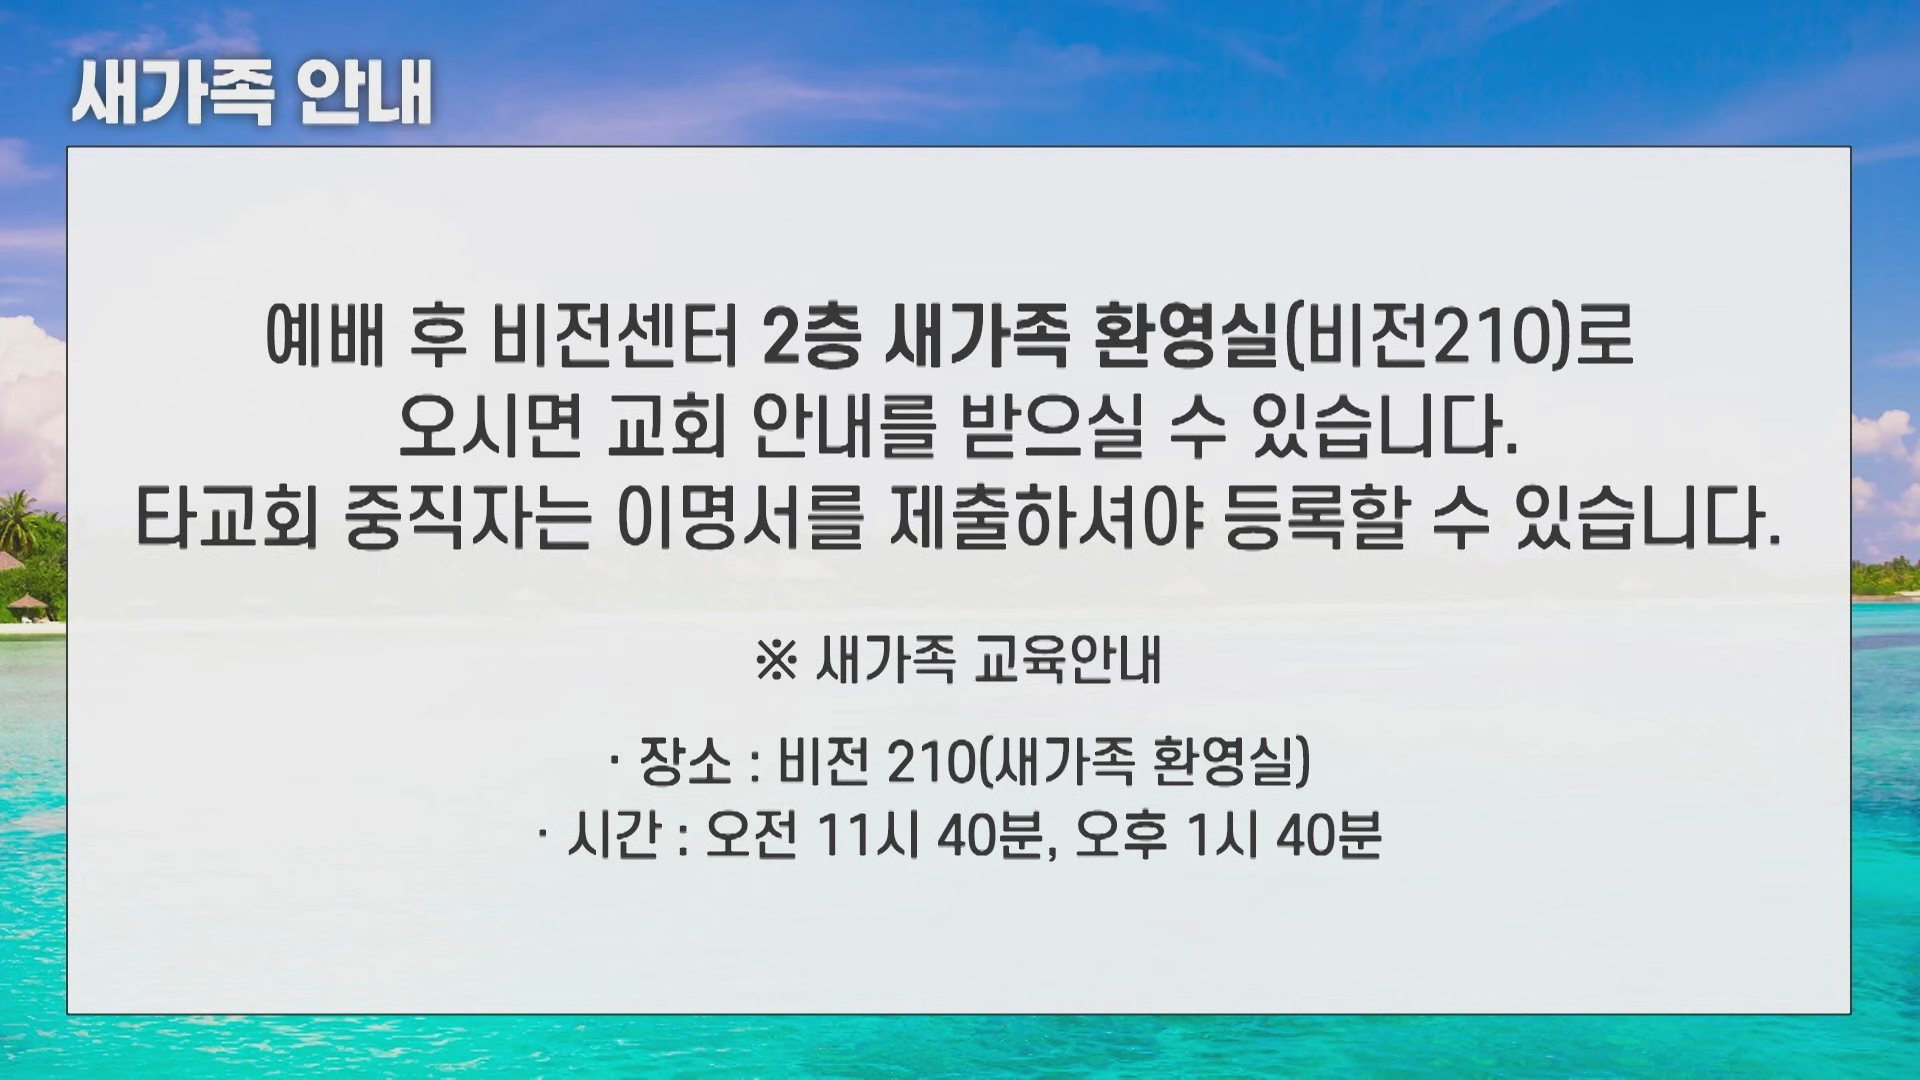 새가족 안내
예배 후 비전센터 2층 새가족 환영실(비전210)로
오시면 교회 안내를 받으실 수 있습니다.
타교회 중직자는 이명서를 제출하셔야 등록할 수 있습니다.
※ 새가족 교육안내
· 장소 : 비전 210(새가족 환영실)
· 시간 : 오전 11시 40분, 오후 1시 40분